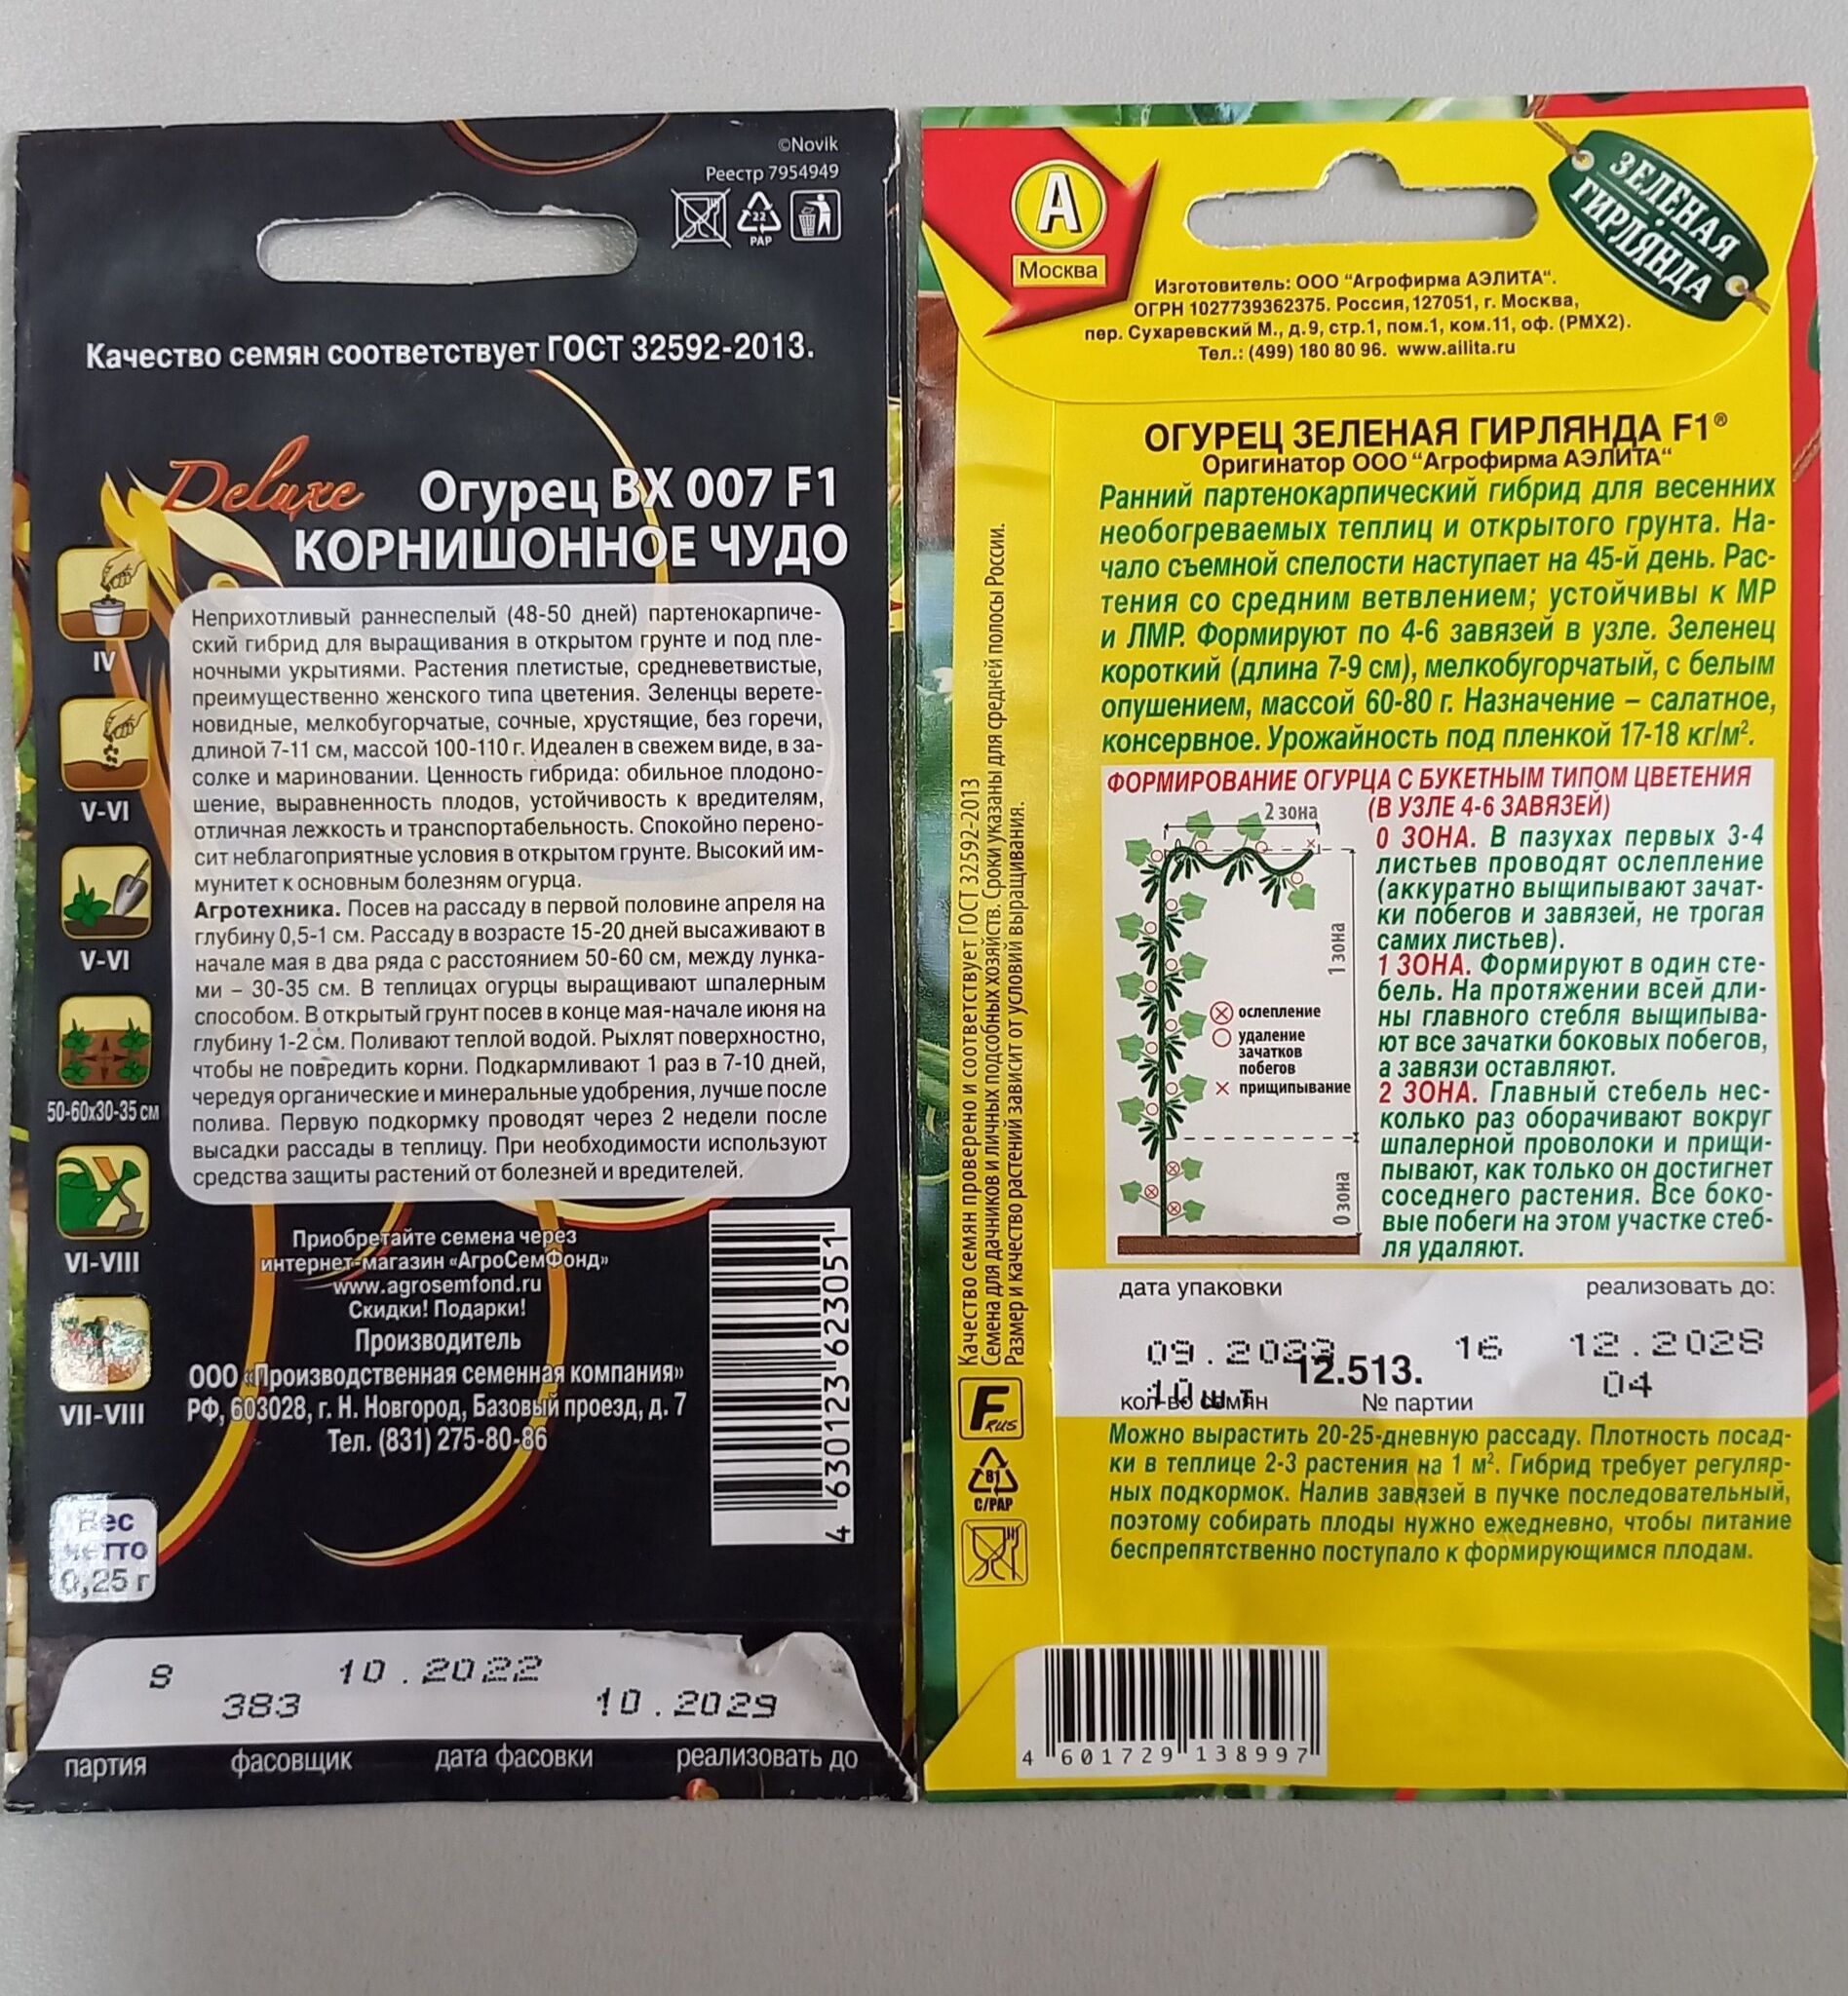 ©Novik
Реестр 7954949
22
PAP
Качество семян соответствует ГОСТ 32592-2013.
Deluxe
Огурец ВХ 007 F1
КОРНИШОННОЕ ЧУДО
Неприхотливый раннеспелый (48-50 дней) партенокарпиче-
ский гибрид для выращивания в открытом грунте и под пле-
ночными укрытиями. Растения плетистые, средневетвистые,
преимущественно женского типа цветения. Зеленцы верете-
новидные, мелкобугорчатые, сочные, хрустящие, без горечи,
длиной 7-11 см, массой 100-110 г. Идеален в свежем виде, в за-
солке и мариновании. Ценность гибрида: обильное плодоно-
шение, выравненность плодов, устойчивость к вредителям,
отличная лежкость и транспортабельность. Спокойно перено-
сит неблагоприятные условия в открытом грунте. Высокий им-
мунитет к основным болезням огурца.
Агротехника. Посев на рассаду в первой половине апреля на
глубину 0,5-1 см. Рассаду в возрасте 15-20 дней высаживают в
начале мая в два ряда с расстоянием 50-60 см, между лунка-
ми – 30-35 см. В теплицах огурцы выращивают шпалерным
способом. В открытый грунт посев в конце мая-начале июня на
глубину 1-2 см. Поливают теплой водой. Рыхлят поверхностно,
чтобы не повредить корни. Подкармливают 1 раз в 7-10 дней,
чередуя органические и минеральные удобрения, лучше после
полива. Первую подкормку проводят через 2 недели после
высадки рассады в теплицу. При необходимости используют
средства защиты растений от болезней и вредителей.
IV
V-VI
V-VI
50-60х30-35 см
VI-VIII
VII-VIII
Вес
нетто
0,25 г
Приобретайте семена через
интернет-магазин «АгроСемФонд»
www.agrosemfond.ru
Скидки! Подарки!
Производитель
ООО «Производственная семенная компания»
РФ, 603028, г. Н. Новгород, Базовый проезд, д. 7
Тел. (831) 275-80-86
4 630123 623051
8 10.2022
383 10.2029
партия фасовщик дата фасовки реализовать до
А
Москва
ЗЕЛЕНАЯ
ГИРЛЯНДА
Изготовитель: ООО “Агрофирма АЭЛИТА“.
ОГРН 1027739362375. Россия, 127051, г. Москва,
пер. Сухаревский М., д.9, стр.1, пом.1, ком.11, оф. (РМХ2).
Тел.: (499) 180 80 96. www.ailita.ru
ОГУРЕЦ ЗЕЛЕНАЯ ГИРЛЯНДА F1®
Оригинатор ООО “Агрофирма АЭЛИТА“
Ранний партенокарпический гибрид для весенних
необогреваемых теплиц и открытого грунта. На-
чало съемной спелости наступает на 45-й день. Рас-
тения со средним ветвлением; устойчивы к МР
и ЛМР. Формируют по 4-6 завязей в узле. Зеленец
короткий (длина 7-9 см), мелкобугорчатый, с белым
опушением, массой 60-80 г. Назначение – салатное,
консервное. Урожайность под пленкой 17-18 кг/м².
ФОРМИРОВАНИЕ ОГУРЦА С БУКЕТНЫМ ТИПОМ ЦВЕТЕНИЯ
(В УЗЛЕ 4-6 ЗАВЯЗЕЙ)
2 зона
1 зона
0 зона
ослепление
удаление
зачатков
побегов
прищипывание
0 ЗОНА. В пазухах первых 3-4
листьев проводят ослепление
(аккуратно выщипывают зачат-
ки побегов и завязей, не трогая
самих листьев).
1 ЗОНА. Формируют в один сте-
бель. На протяжении всей дли-
ны главного стебля выщипыва-
ют все зачатки боковых побегов,
а завязи оставляют.
2 ЗОНА. Главный стебель нес-
колько раз оборачивают вокруг
шпалерной проволоки и прищи-
пывают, как только он достигнет
соседнего растения. Все боко-
вые побеги на этом участке стеб-
ля удаляют.
Качество семян проверено и соответствует ГОСТ 32592-2013
Семена для дачников и личных подсобных хозяйств. Сроки указаны для средней полосы России.
Размер и качество растений зависит от условий выращивания.
дата упаковки реализовать до:
09.2023 16 12.2028
12.513. 04
10шт
кол-во семян № партии
F RUS
81
C/PAP
Можно вырастить 20-25-дневную рассаду. Плотность посад-
ки в теплице 2-3 растения на 1 м². Гибрид требует регуляр-
ных подкормок. Налив завязей в пучке последовательный,
поэтому собирать плоды нужно ежедневно, чтобы питание
беспрепятственно поступало к формирующимся плодам.
4 601729 138997